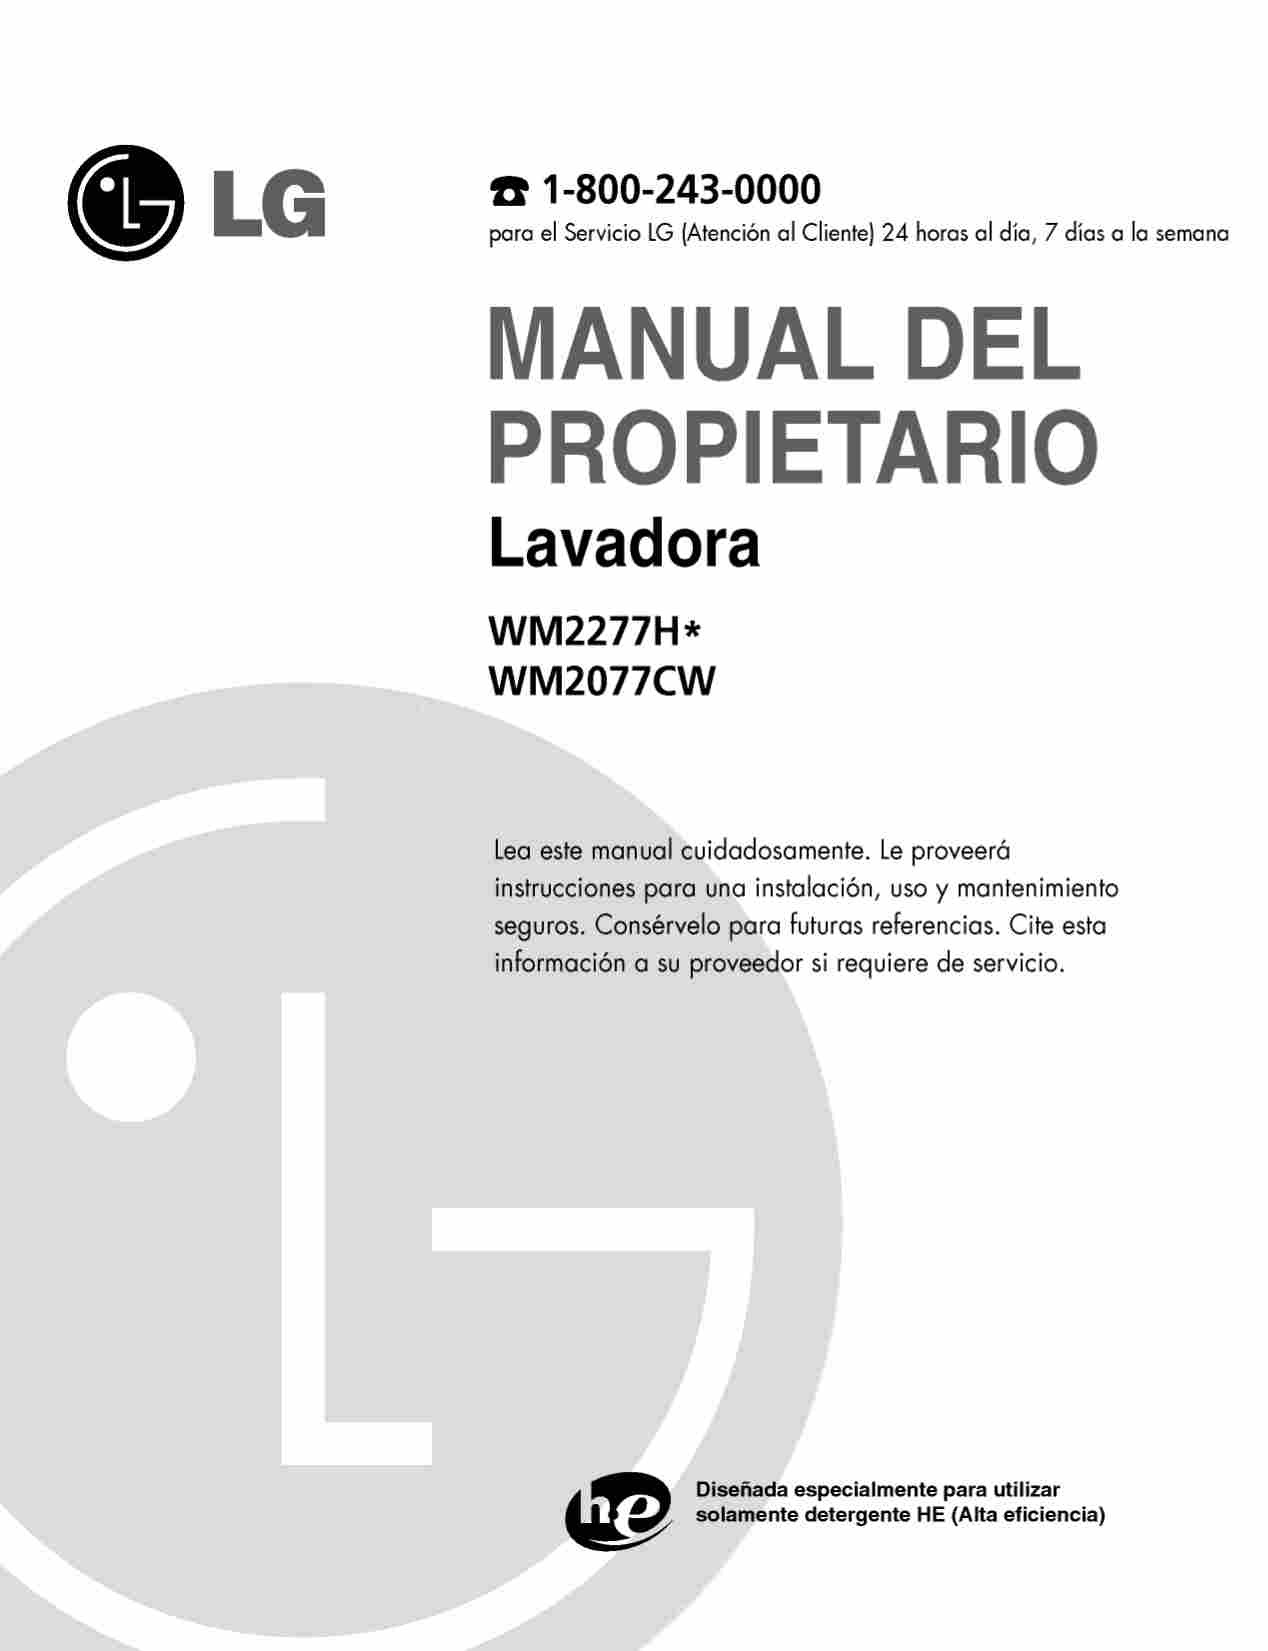 LG
1-800-243-0000
para el Servicio LG (Atención al Cliente) 24 horas al día, 7 días a la semana
MANUAL DEL
PROPIETARIO
Lavadora
WM2277H*
WM2077CW
Lea este manual cuidadosamente. Le proveerá
instrucciones para una instalación, uso y mantenimiento
seguros. Consérvelo para futuras referencias. Cite esta
información a su proveedor si requiere de servicio.
he
Diseñada especialmente para utilizar
solamente detergente HE (Alta eficiencia)